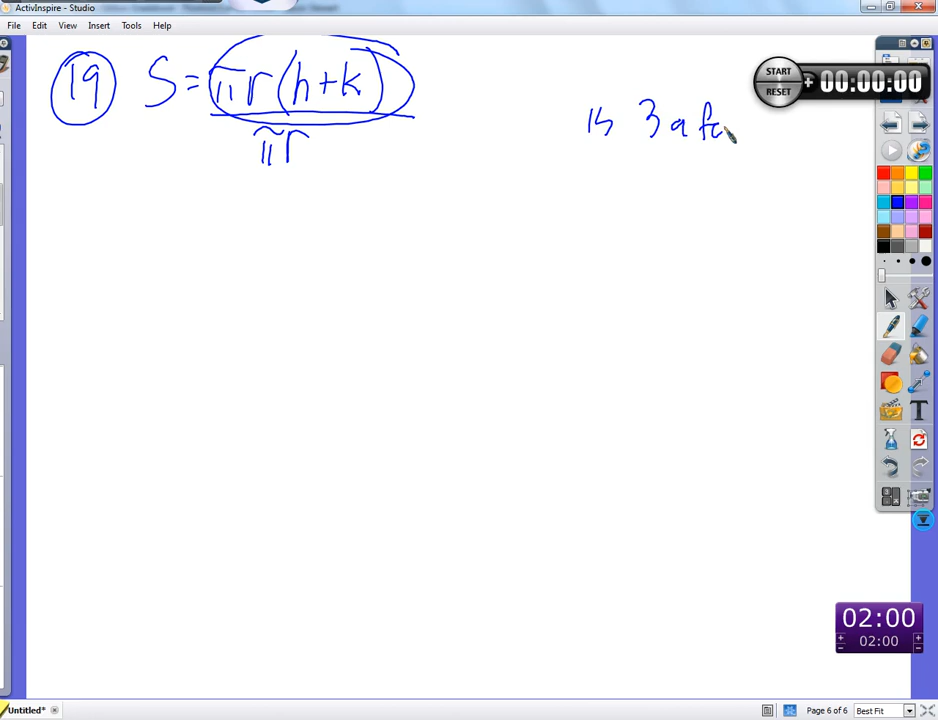 ActivInspire - Studio
File Edit View Insert Tools Help
19 S = πr(h+k)
πr
is 3 a fa
START
RESET
+ 00:00:00
T
02:00
+ 02:00 +
Untitled*
Page 6 of 6 Best Fit